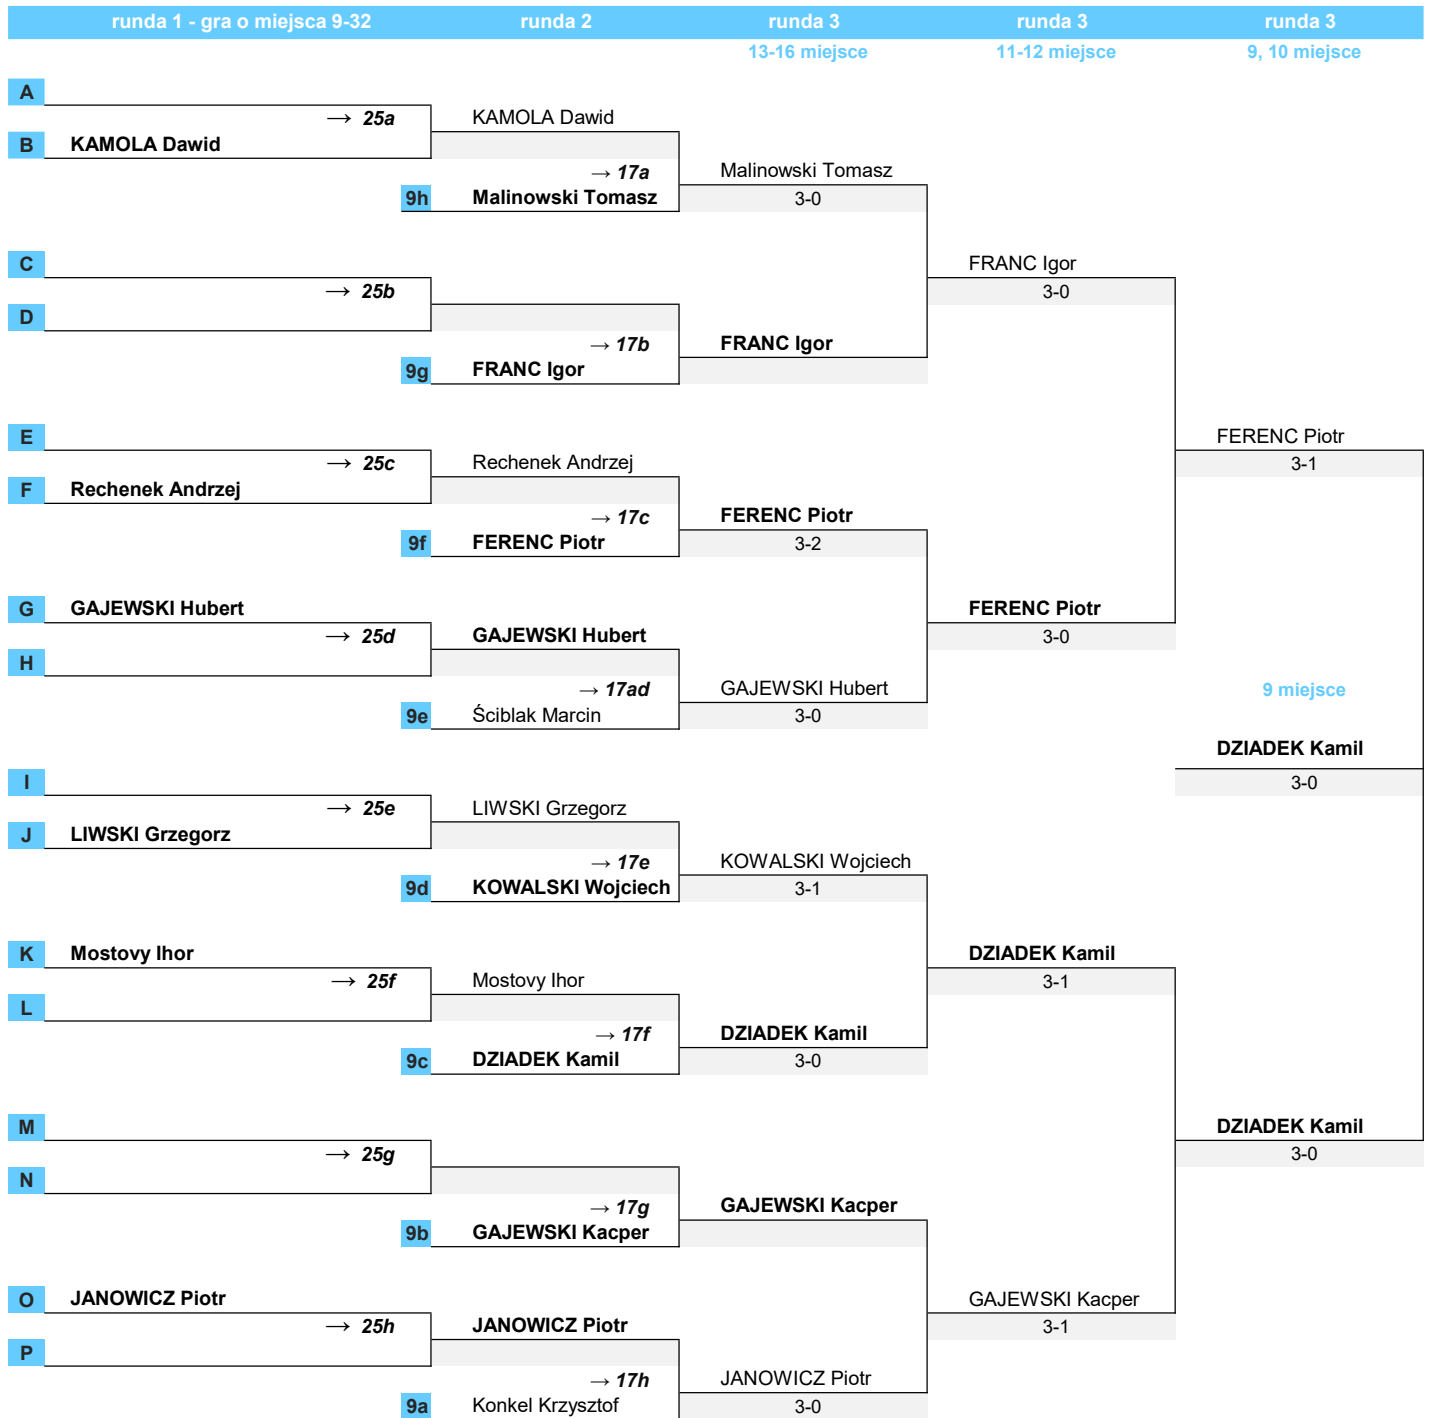 runda 1 - gra o miejsca 9-32 runda 2 runda 3 runda 3 runda 3
13-16 miejsce 11-12 miejsce 9, 10 miejsce
A
→ 25a KAMOLA Dawid
B KAMOLA Dawid
→ 17a Malinowski Tomasz
9h Malinowski Tomasz 3-0
C FRANC Igor
→ 25b 3-0
D
→ 17b FRANC Igor
9g FRANC Igor
E FERENC Piotr
→ 25c Rechenek Andrzej 3-1
F Rechenek Andrzej
→ 17c FERENC Piotr
9f FERENC Piotr 3-2
G GAJEWSKI Hubert FERENC Piotr
→ 25d GAJEWSKI Hubert 3-0
H
→ 17ad GAJEWSKI Hubert 9 miejsce
9e Ściblak Marcin 3-0
DZIADEK Kamil
I 3-0
→ 25e LIWSKI Grzegorz
J LIWSKI Grzegorz
→ 17e KOWALSKI Wojciech
9d KOWALSKI Wojciech 3-1
K Mostovy Ihor DZIADEK Kamil
→ 25f Mostovy Ihor 3-1
L
→ 17f DZIADEK Kamil
9c DZIADEK Kamil 3-0
M DZIADEK Kamil
→ 25g 3-0
N
→ 17g GAJEWSKI Kacper
9b GAJEWSKI Kacper
O JANOWICZ Piotr GAJEWSKI Kacper
→ 25h JANOWICZ Piotr 3-1
P
→ 17h JANOWICZ Piotr
9a Konkel Krzysztof 3-0